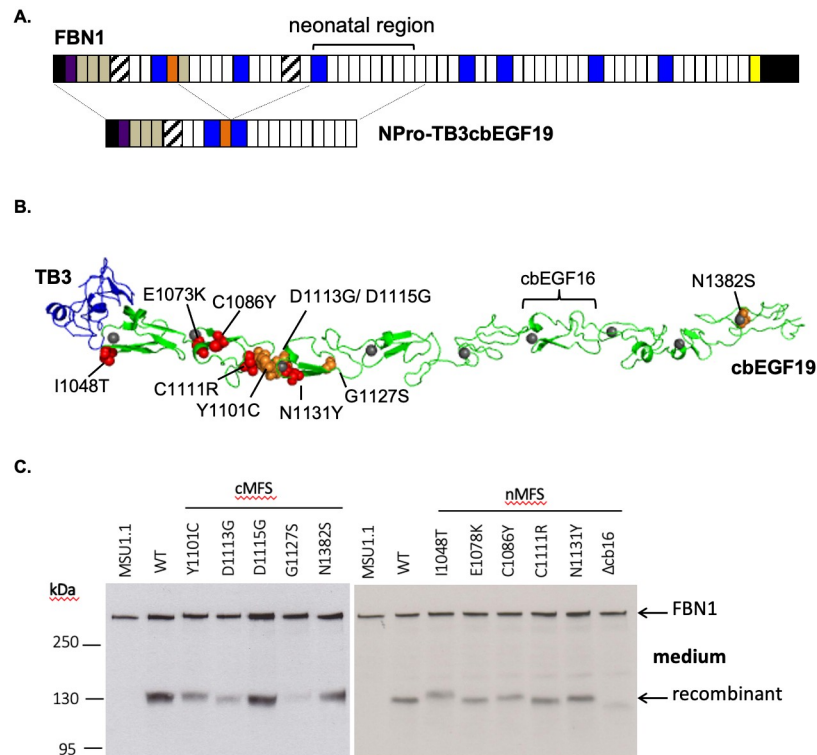 A.
neonatal region
FBN1
NPro-TB3cbEGF19
B.
TB3
E1073K
C1086Y
D1113G/ D1115G
cbEGF16
N1382S
I1048T
C1111R
Y1101C
N1131Y
G1127S
cbEGF19
C.
cMFS
nMFS
MSU1.1
WT
Y1101C
D1113G
D1115G
G1127S
N1382S
MSU1.1
WT
I1048T
E1078K
C1086Y
C1111R
N1131Y
Δcb16
kDa
250
130
95
FBN1
medium
recombinant